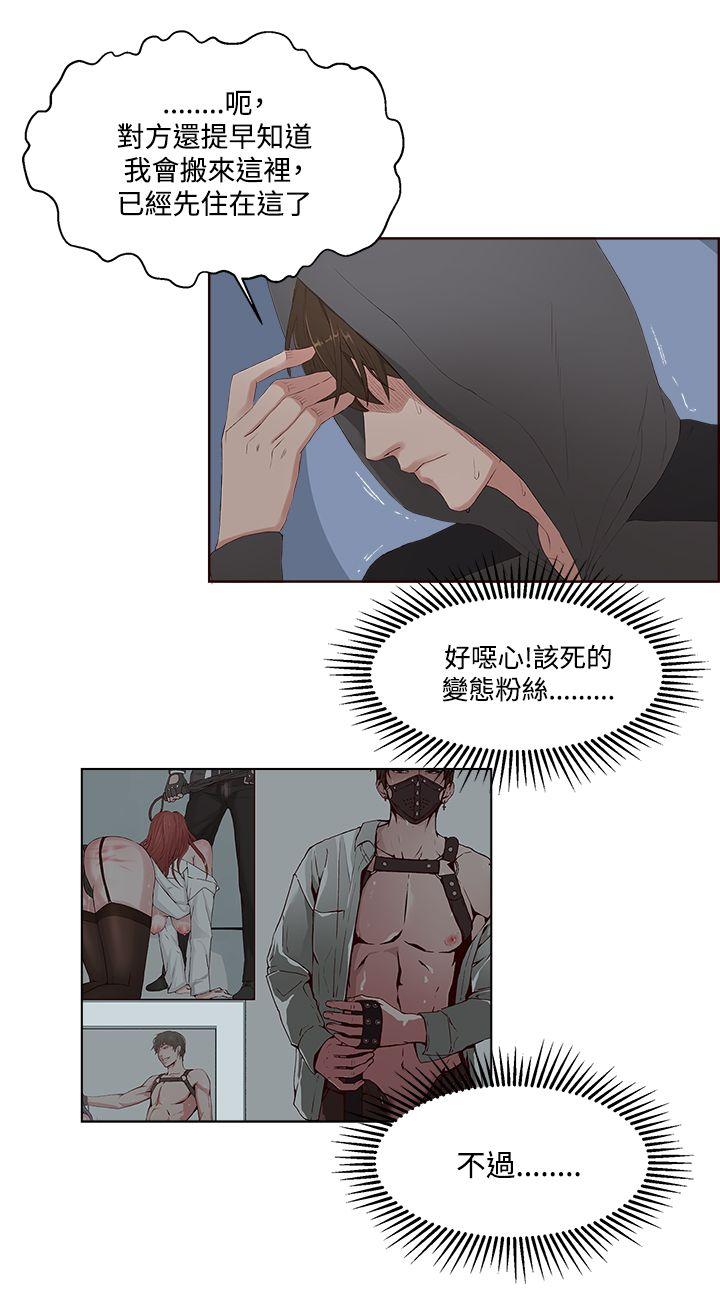 ........呃，
對方還提早知道
我會搬來這裡，
已經先住在這了
好噁心!該死的
變態粉絲.........
不過........